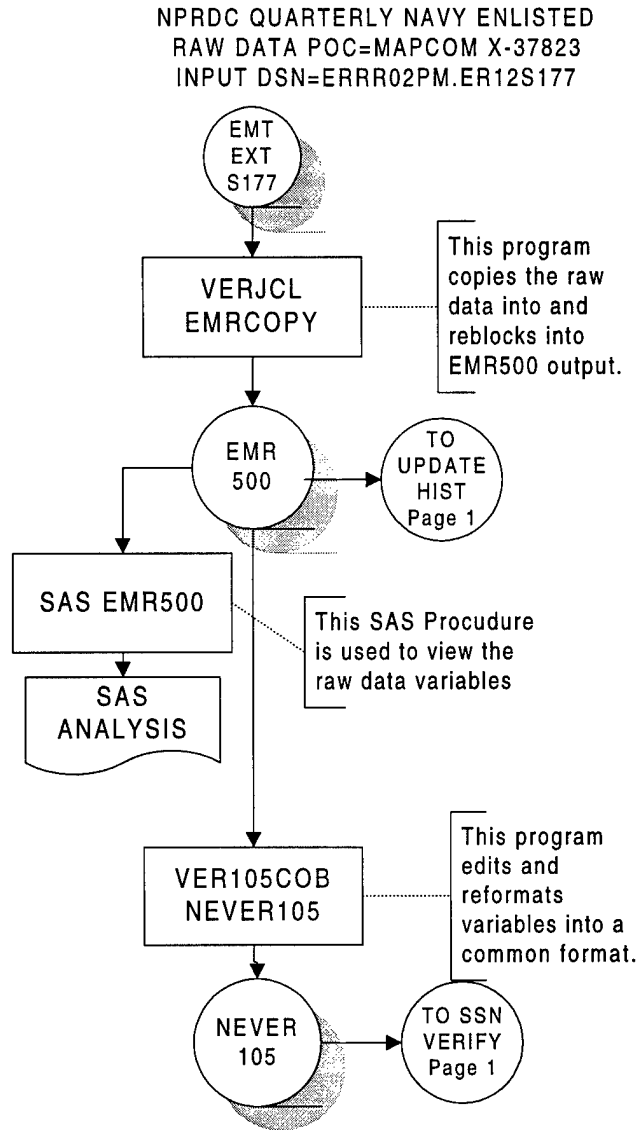 NPRDC QUARTERLY NAVY ENLISTED
RAW DATA POC=MAPCOM X-37823
INPUT DSN=ERRR02PM.ER12S177
EMT
EXT
S177
VERJCL
EMRCOPY
This program
copies the raw
data into and
reblocks into
EMR500 output.
EMR
500
TO
UPDATE
HIST
Page 1
SAS EMR500
This SAS Procudure
is used to view the
raw data variables
SAS
ANALYSIS
VER105COB
NEVER105
This program
edits and
reformats
variables into a
common format.
NEVER
105
TO SSN
VERIFY
Page 1